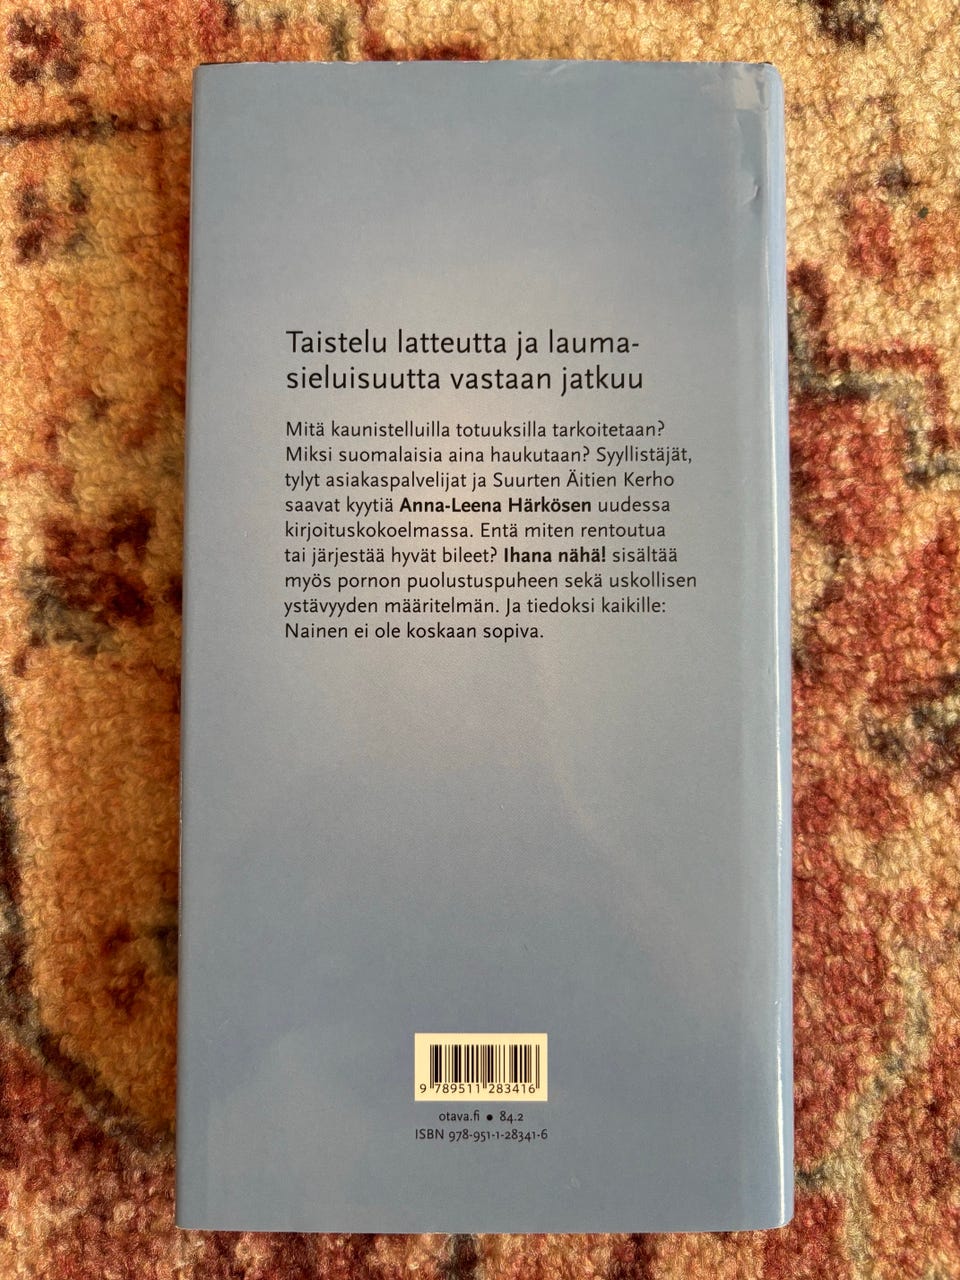 Taistelu latteutta ja lauma-
sieluisuutta vastaan jatkuu
Mitä kaunistelluilla totuuksilla tarkoitetaan?
Miksi suomalaisia aina haukutaan? Syyllistäjät,
tylyt asiakaspalvelijat ja Suurten Äitien Kerho
saavat kyytiä Anna-Leena Härkösen uudessa
kirjoituskokoelmassa. Entä miten rentoutua
tai järjestää hyvät bileet? Ihana nähä! sisältää
myös pornon puolustuspuheen sekä uskollisen
ystävyyden määritelmän. Ja tiedoksi kaikille:
Nainen ei ole koskaan sopiva.
9 789511 283416
otava.fi • 84.2
ISBN 978-951-1-28341-6